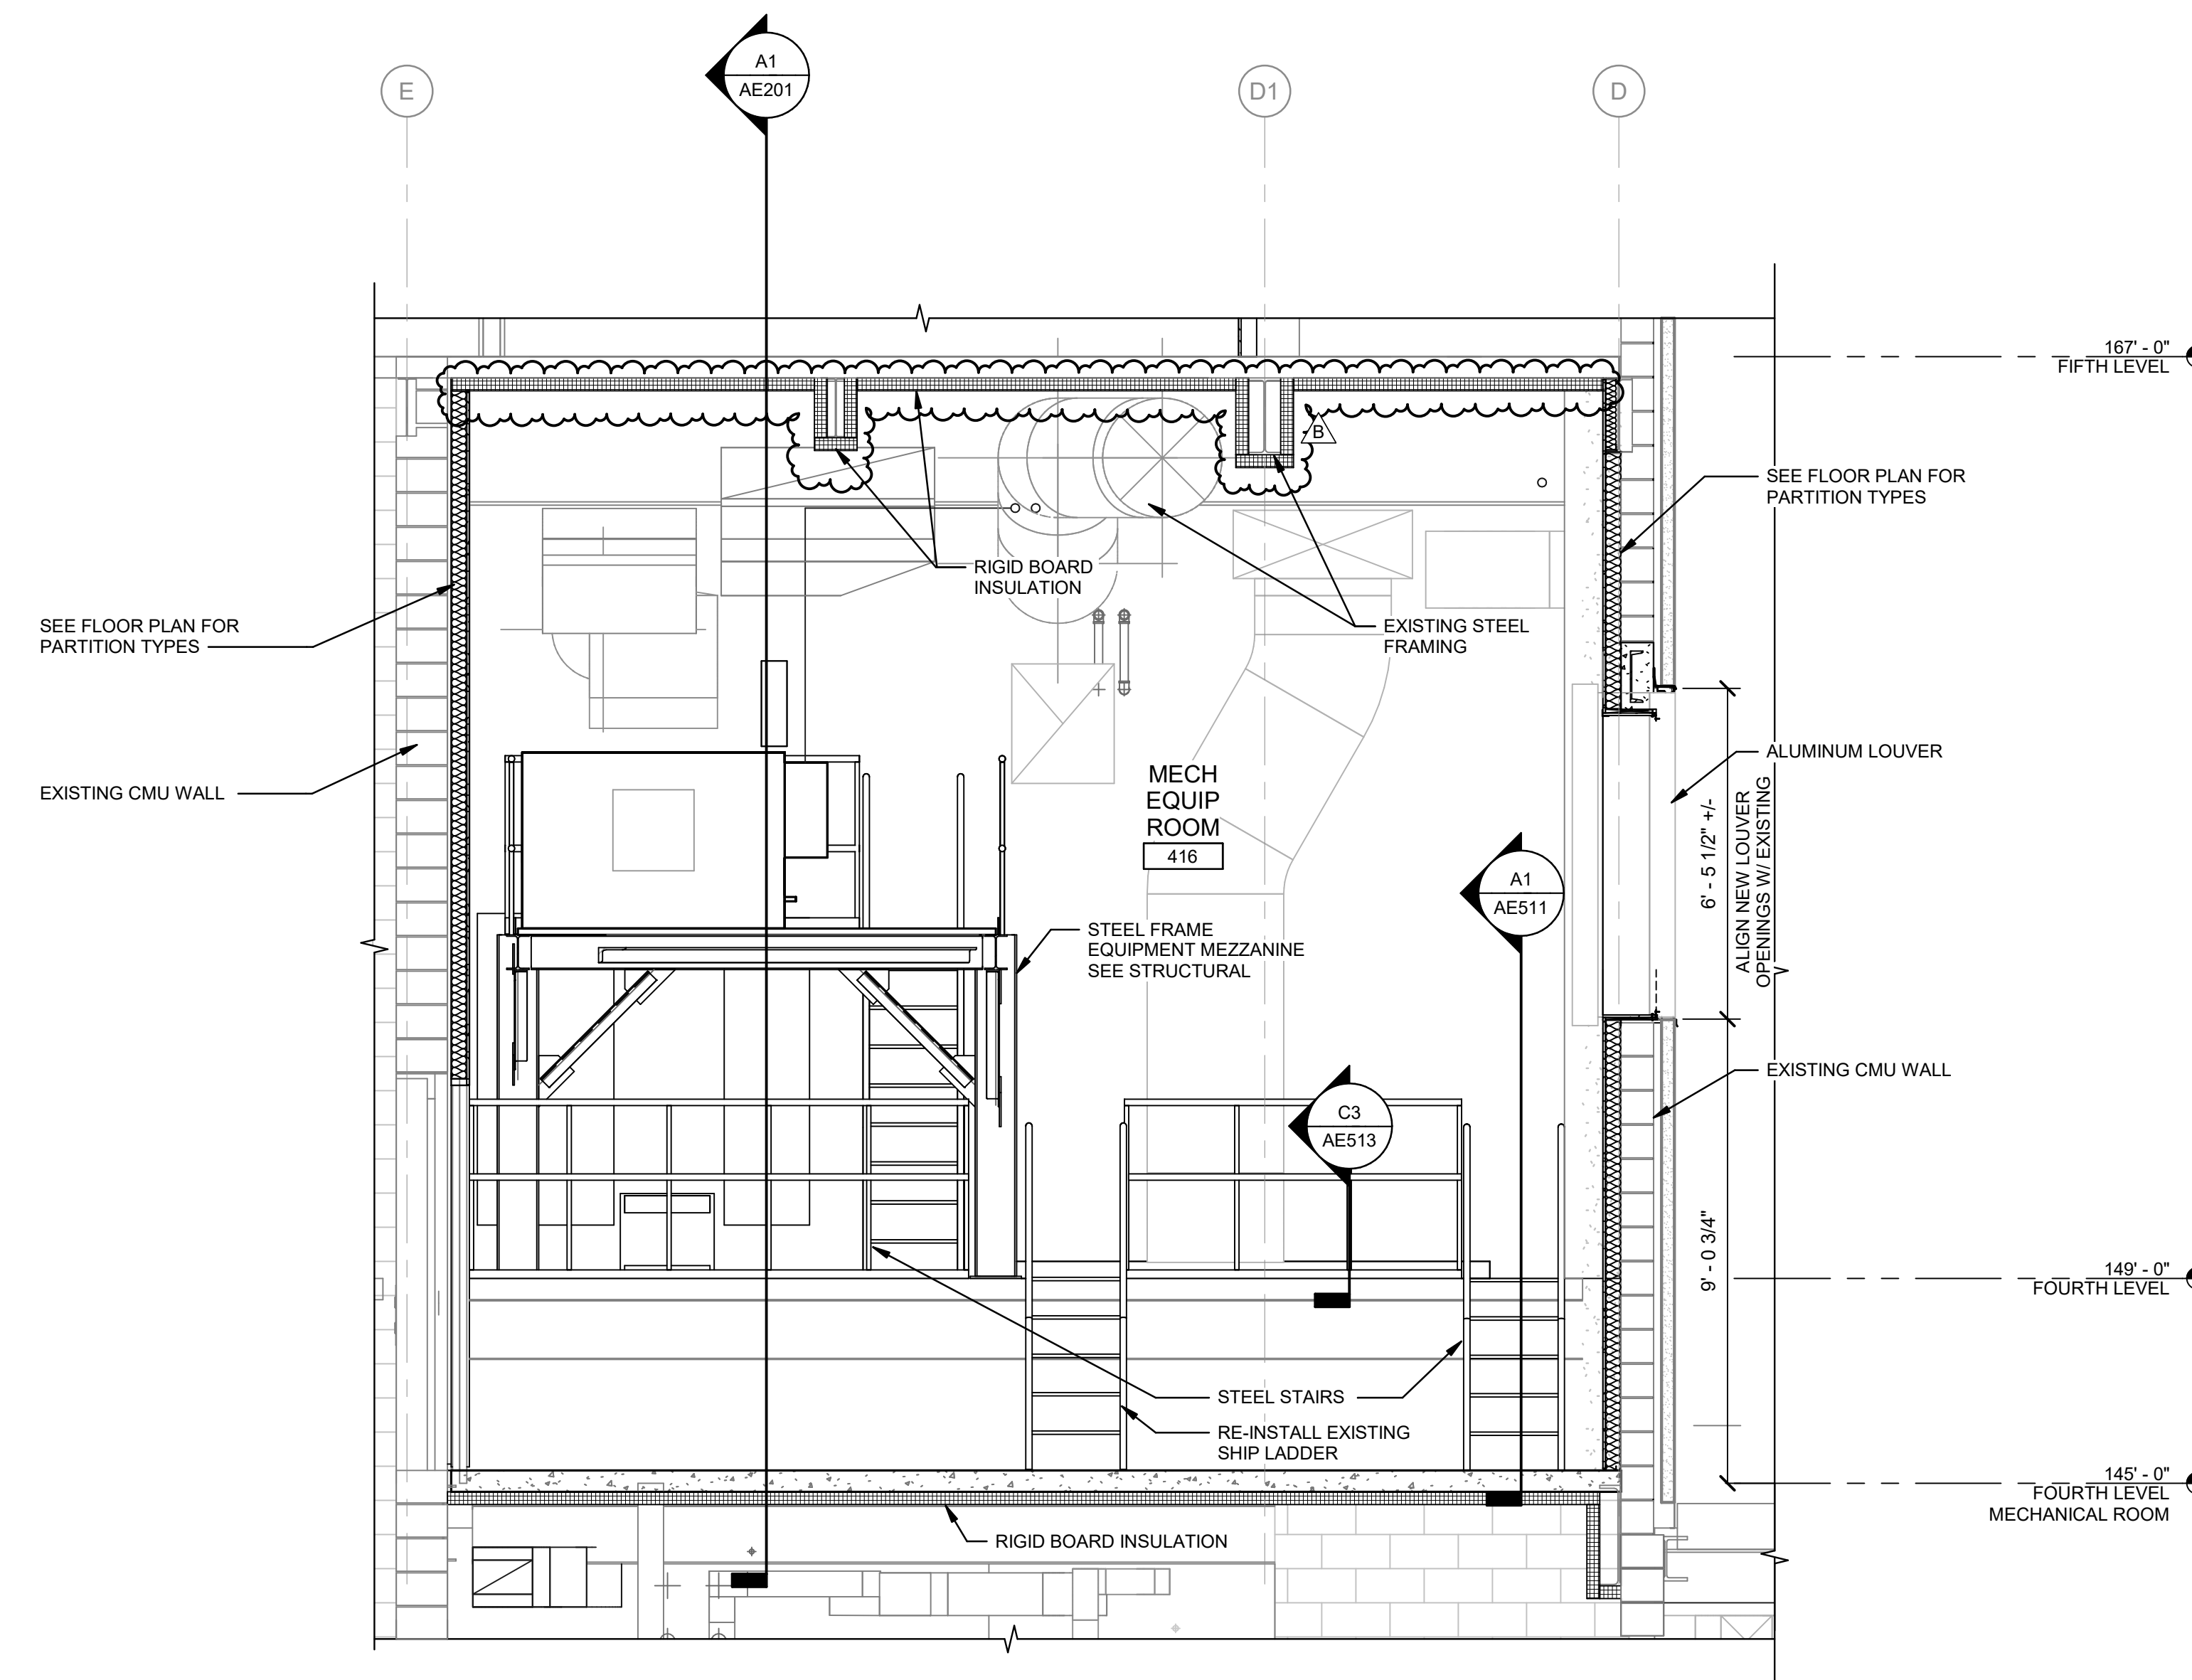 A1
AE201
E
D1
D
167' - 0"
FIFTH LEVEL
B
SEE FLOOR PLAN FOR
PARTITION TYPES
RIGID BOARD
INSULATION
SEE FLOOR PLAN FOR
PARTITION TYPES
EXISTING STEEL
FRAMING
ALUMINUM LOUVER
EXISTING CMU WALL
MECH
EQUIP
ROOM
416
6' - 5 1/2" +/-
ALIGN NEW LOUVER
OPENINGS W/ EXISTING
A1
AE511
STEEL FRAME
EQUIPMENT MEZZANINE
SEE STRUCTURAL
EXISTING CMU WALL
C3
AE513
9' - 0 3/4"
149' - 0"
FOURTH LEVEL
STEEL STAIRS
RE-INSTALL EXISTING
SHIP LADDER
145' - 0"
FOURTH LEVEL
MECHANICAL ROOM
RIGID BOARD INSULATION